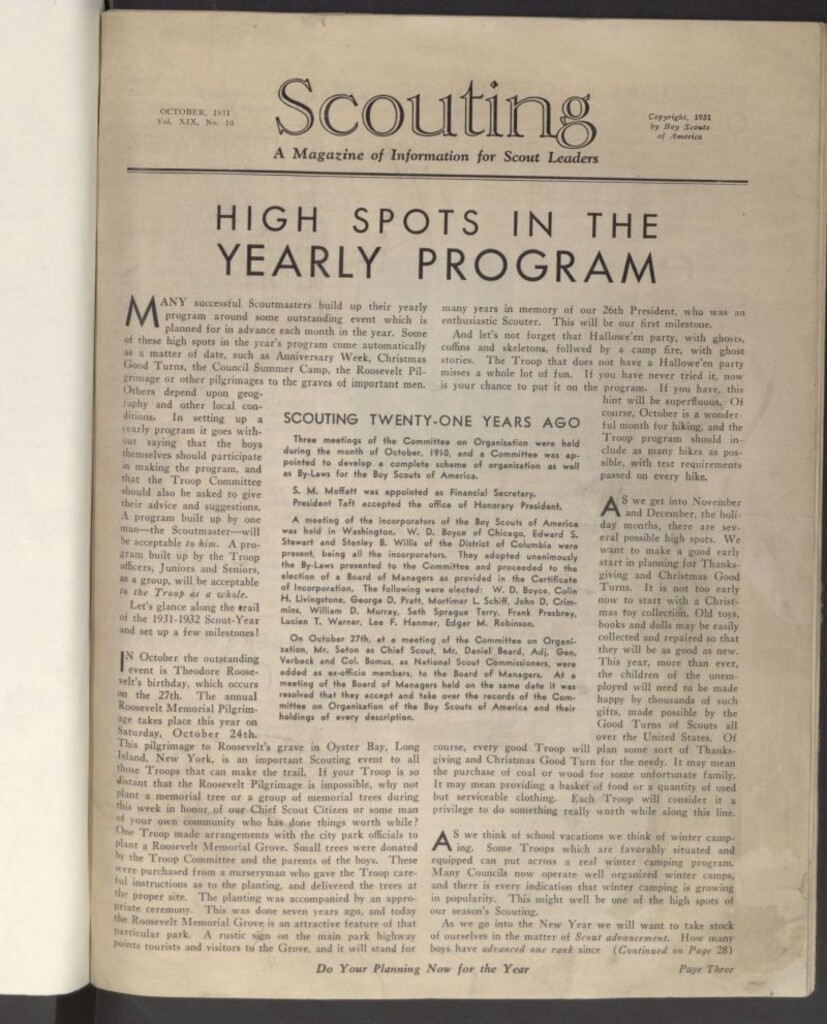 OCTOBER, 1931
Vol. XIX, No. 10
Scouting
Copyright, 1931
by Boy Scouts
of America
A Magazine of Information for Scout Leaders
HIGH SPOTS IN THE
YEARLY PROGRAM
MANY successful Scoutmasters build up their yearly
program around some outstanding event which is
planned for in advance each month in the year. Some
of these high spots in the year's program come automatically
as a matter of date, such as Anniversary Week, Christmas
Good Turns, the Council Summer Camp, the Roosevelt Pil-
grimage or other pilgrimages to the graves of important men.
Others depend upon geog-
raphy and other local con-
ditions. In setting up a
yearly program it goes with-
out saying that the boys
themselves should participate
in making the program, and
that the Troop Committee
should also be asked to give
their advice and suggestions.
A program built up by one
man—the Scoutmaster—will
be acceptable to him. A pro-
gram built up by the Troop
officers, Juniors and Seniors,
as a group, will be acceptable
to the Troop as a whole.
Let's glance along the trail
of the 1931-1932 Scout-Year
and set up a few milestones!
IN October the outstanding
event is Theodore Roose-
velt's birthday, which occurs
on the 27th. The annual
Roosevelt Memorial Pilgrim-
age takes place this year on
Saturday, October 24th.
This pilgrimage to Roosevelt's grave in Oyster Bay, Long
Island, New York, is an important Scouting event to all
those Troops that can make the trail. If your Troop is so
distant that the Roosevelt Pilgrimage is impossible, why not
plant a memorial tree or a group of memorial trees during
this week in honor of our Chief Scout Citizen or some man
of your own community who has done things worth while?
One Troop made arrangements with the city park officials to
plant a Roosevelt Memorial Grove. Small trees were donated
by the Troop Committee and the parents of the boys. These
were purchased from a nurseryman who gave the Troop care-
ful instructions as to the planting, and delivered the trees at
the proper site. The planting was accompanied by an appro-
priate ceremony. This was done seven years ago, and today
the Roosevelt Memorial Grove is an attractive feature of that
particular park. A rustic sign on the main park highway
points tourists and visitors to the Grove, and it will stand for
SCOUTING TWENTY-ONE YEARS AGO
Three meetings of the Committee on Organization were held
during the month of October, 1910, and a Committee was ap-
pointed to develop a complete scheme of organization as well
as By-Laws for the Boy Scouts of America.
S. M. Moffatt was appointed as Financial Secretary.
President Taft accepted the office of Honorary President.
A meeting of the incorporators of the Boy Scouts of America
was held in Washington. W. D. Boyce of Chicago, Edward S.
Stewart and Stanley B. Willis of the District of Columbia were
present, being all the incorporators. They adopted unanimously
the By-Laws presented to the Committee and proceeded to the
election of a Board of Managers as provided in the Certificate
of Incorporation. The following were elected: W. D. Boyce, Colin
H. Livingstone, George D. Pratt, Mortimer L. Schiff, John D. Crim-
mins, William D. Murray, Seth Sprague Terry, Frank Presbrey,
Lucien T. Warner, Lee F. Hanmer, Edgar M. Robinson.
On October 27th, at a meeting of the Committee on Organi-
zation, Mr. Seton as Chief Scout, Mr. Daniel Beard, Adj. Gen.
Verbeck and Col. Bomus, as National Scout Commissioners, were
added as ex-officio members, to the Board of Managers. At a
meeting of the Board of Managers held on the same date it was
resolved that they accept and take over the records of the Com-
mittee on Organization of the Boy Scouts of America and their
holdings of every description.
many years in memory of our 26th President, who was an
enthusiastic Scouter. This will be our first milestone.
And let's not forget that Hallowe'en party, with ghosts,
coffins and skeletons, follwed by a camp fire, with ghost
stories. The Troop that does not have a Hallowe'en party
misses a whole lot of fun. If you have never tried it, now
is your chance to put it on the program. If you have, this
hint will be superfluous. Of
course, October is a wonder-
ful month for hiking, and the
Troop program should in-
clude as many hikes as pos-
sible, with test requirements
passed on every hike.
AS we get into November
and December, the holi-
day months, there are sev-
eral possible high spots. We
want to make a good early
start in planning for Thanks-
giving and Christmas Good
Turns. It is not too early
now to start with a Christ-
mas toy collection. Old toys,
books and dolls may be easily
collected and repaired so that
they will be as good as new.
This year, more than ever,
the children of the unem-
ployed will need to be made
happy by thousands of such
gifts, made possible by the
Good Turns of Scouts all
over the United States. Of
course, every good Troop will plan some sort of Thanks-
giving and Christmas Good Turn for the needy. It may mean
the purchase of coal or wood for some unfortunate family.
It may mean providing a basket of food or a quantity of used
but serviceable clothing. Each Troop will consider it a
privilege to do something really worth while along this line.
AS we think of school vacations we think of winter camp-
ing. Some Troops which are favorably situated and
equipped can put across a real winter camping program.
Many Councils now operate well organized winter camps,
and there is every indication that winter camping is growing
in popularity. This might well be one of the high spots of
our season's Scouting.
As we go into the New Year we will want to take stock
of ourselves in the matter of Scout advancement. How many
boys have advanced one rank since (Continued on Page 28)
Do Your Planning Now for the Year
Page Three